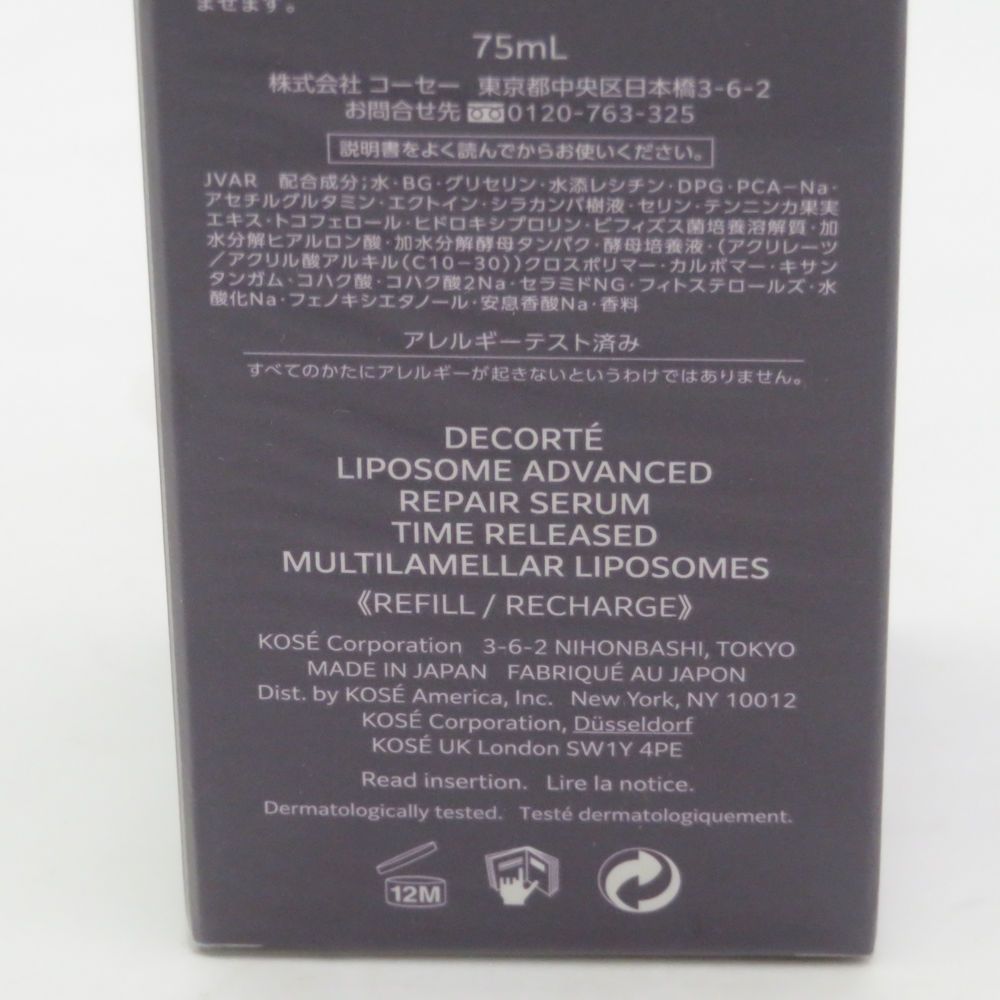 ませます。
75mL
株式会社 コーセー 東京都中央区日本橋3-6-2
お問合せ先 0120-763-325
説明書をよく読んでからお使いください。
JVAR 配合成分;水・BG・グリセリン・水添レシチン・DPG・PCA-Na・
アセチルグルタミン・エクトイン・シラカンバ樹液・セリン・テンニンカ果実
エキス・トコフェロール・ヒドロキシプロリン・ビフィズス菌培養溶解質・加
水分解ヒアルロン酸・加水分解酵母タンパク・酵母培養液・(アクリレーツ
/アクリル酸アルキル(C10-30))クロスポリマー・カルボマー・キサン
タンガム・コハク酸・コハク酸2Na・セラミドNG・フィトステロールズ・水
酸化Na・フェノキシエタノール・安息香酸Na・香料
アレルギーテスト済み
すべてのかたにアレルギーが起きないというわけではありません。
DECORTÉ
LIPOSOME ADVANCED
REPAIR SERUM
TIME RELEASED
MULTILAMELLAR LIPOSOMES
《REFILL / RECHARGE》
KOSÉ Corporation 3-6-2 NIHONBASHI, TOKYO
MADE IN JAPAN FABRIQUÉ AU JAPON
Dist. by KOSÉ America, Inc. New York, NY 10012
KOSÉ Corporation, Düsseldorf
KOSÉ UK London SW1Y 4PE
Read insertion. Lire la notice.
Dermatologically tested. Testé dermatologiquement.
12M